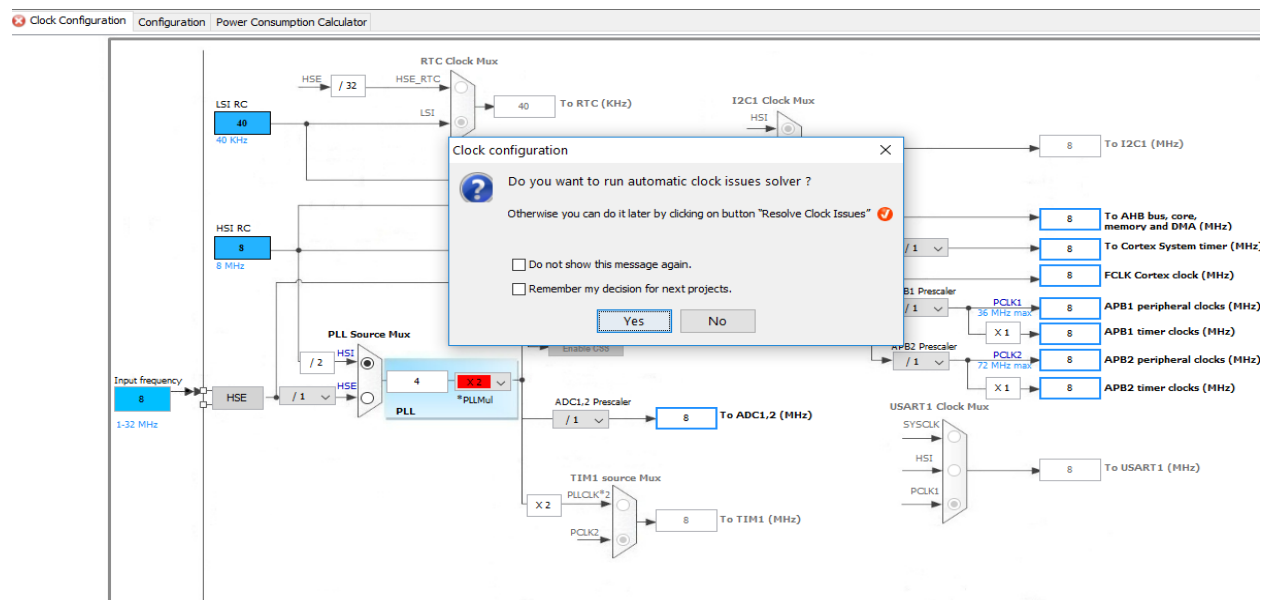 Clock Configuration Configuration Power Consumption Calculator
RTC Clock Mux
HSE / 32 HSE_RTC
LSI RC
40
40 KHz
LSI
40 To RTC (KHz)
I2C1 Clock Mux
HSI
8 To I2C1 (MHz)
Clock configuration
Do you want to run automatic clock issues solver ?
Otherwise you can do it later by clicking on button "Resolve Clock Issues"
Do not show this message again.
Remember my decision for next projects.
Yes No
HSI RC
8
8 MHz
8 To AHB bus, core,
memory and DMA (MHz)
/ 1 8 To Cortex System timer (MHz)
8 FCLK Cortex clock (MHz)
Prescaler
/ 1 PCLK1 8 APB1 peripheral clocks (MHz)
36 MHz max
X 1 8 APB1 timer clocks (MHz)
APB2 Prescaler
/ 1 PCLK2 8 APB2 peripheral clocks (MHz)
72 MHz max
X 1 8 APB2 timer clocks (MHz)
Enable CSS
PLL Source Mux
/ 2 HSI
Input frequency
8
1-32 MHz
HSE / 1 HSE
4 X 2
*PLLMul
PLL
ADC1,2 Prescaler
/ 1 8 To ADC1,2 (MHz)
USART1 Clock Mux
SYSCLK
HSI
PCLK1
8 To USART1 (MHz)
TIM1 source Mux
X 2 PLLCLK*2
PCLK2
8 To TIM1 (MHz)